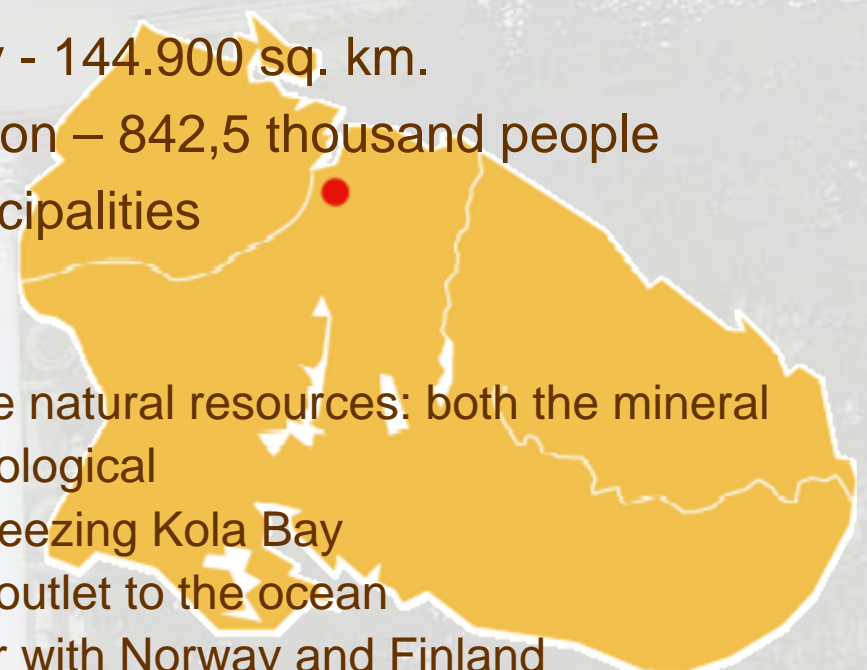 - 144.900 sq. km.
on – 842,5 thousand people
cipalities
e natural resources: both the mineral
ological
eezing Kola Bay
outlet to the ocean
r with Norway and Finland